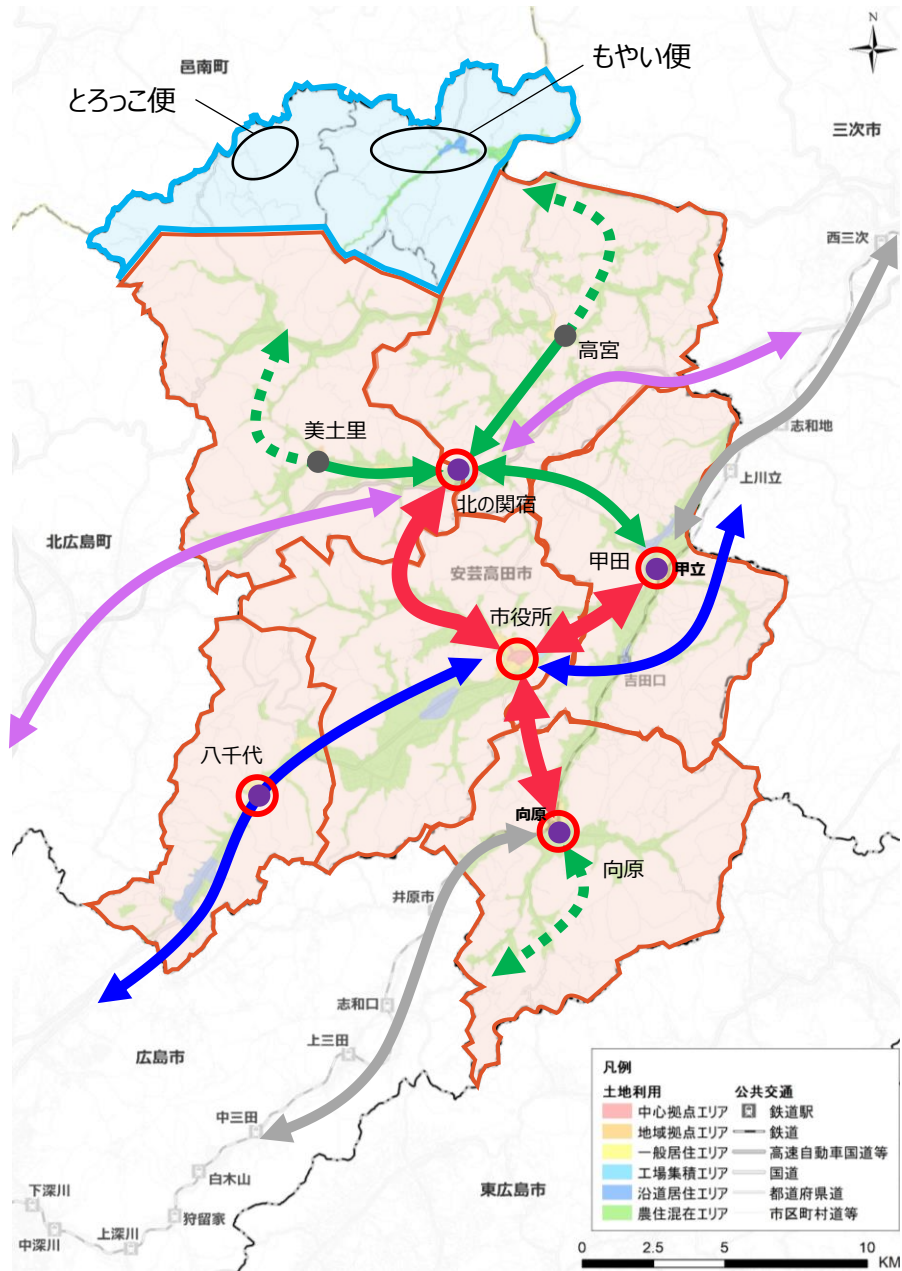 N
もやい便
邑南町
とろっこ便
三次市
西三次
高宮
志和地
美土里
上川立
北の関宿
北広島町
甲田
甲立
安芸高田市
市役所
吉田口
八千代
向原
向原
井原市
志和口
広島市
上三田
中三田
白木山
東広島市
下深川
狩留家
中深川
上深川
凡例
土地利用
公共交通
中心拠点エリア
鉄道駅
地域拠点エリア
鉄道
一般居住エリア
高速自動車国道等
工場集積エリア
国道
沿道居住エリア
都道府県道
農住混在エリア
市区町村道等
0 2.5 5 10
KM